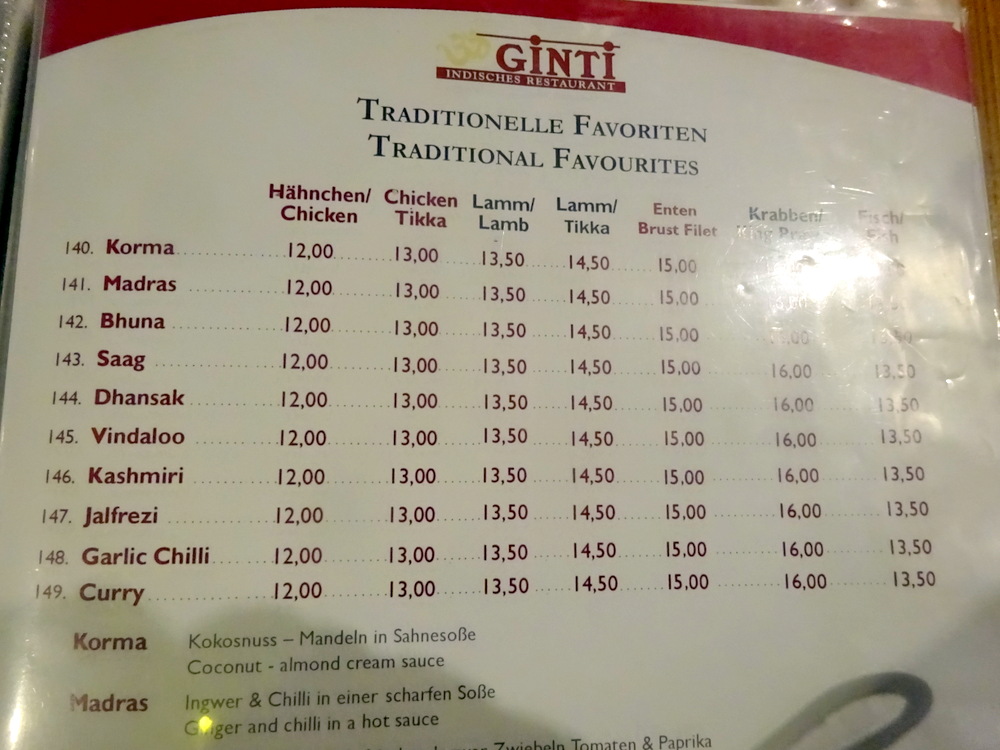 GiNTi
INDISCHES RESTAURANT
TRADITIONELLE FAVORITEN
TRADITIONAL FAVOURITES
Hähnchen/ Chicken Lamm/ Lamm/ Enten Krabben/ Fisch/
Chicken Tikka Lamb Tikka Brust Filet King
140. Korma 12,00 13,00 13,50 14,50 15,00
141. Madras 12,00 13,00 13,50 14,50 15,00
142. Bhuna 12,00 13,00 13,50 14,50 15,00
143. Saag 12,00 13,00 13,50 14,50 15,00 16,00 13,50
144. Dhansak 12,00 13,00 13,50 14,50 15,00 16,00 13,50
145. Vindaloo 12,00 13,00 13,50 14,50 15,00 16,00 13,50
146. Kashmiri 12,00 13,00 13,50 14,50 15,00 16,00 13,50
147. Jalfrezi 12,00 13,00 13,50 14,50 15,00 16,00 13,50
148. Garlic Chilli 12,00 13,00 13,50 14,50 15,00 16,00 13,50
149. Curry 12,00 13,00 13,50 14,50 15,00 16,00 13,50
Korma Kokosnuss – Mandeln in Sahnesoße
Coconut - almond cream sauce
Madras Ingwer & Chilli in einer scharfen Soße
Ginger and chilli in a hot sauce
Zwiebeln Tomaten & Paprika